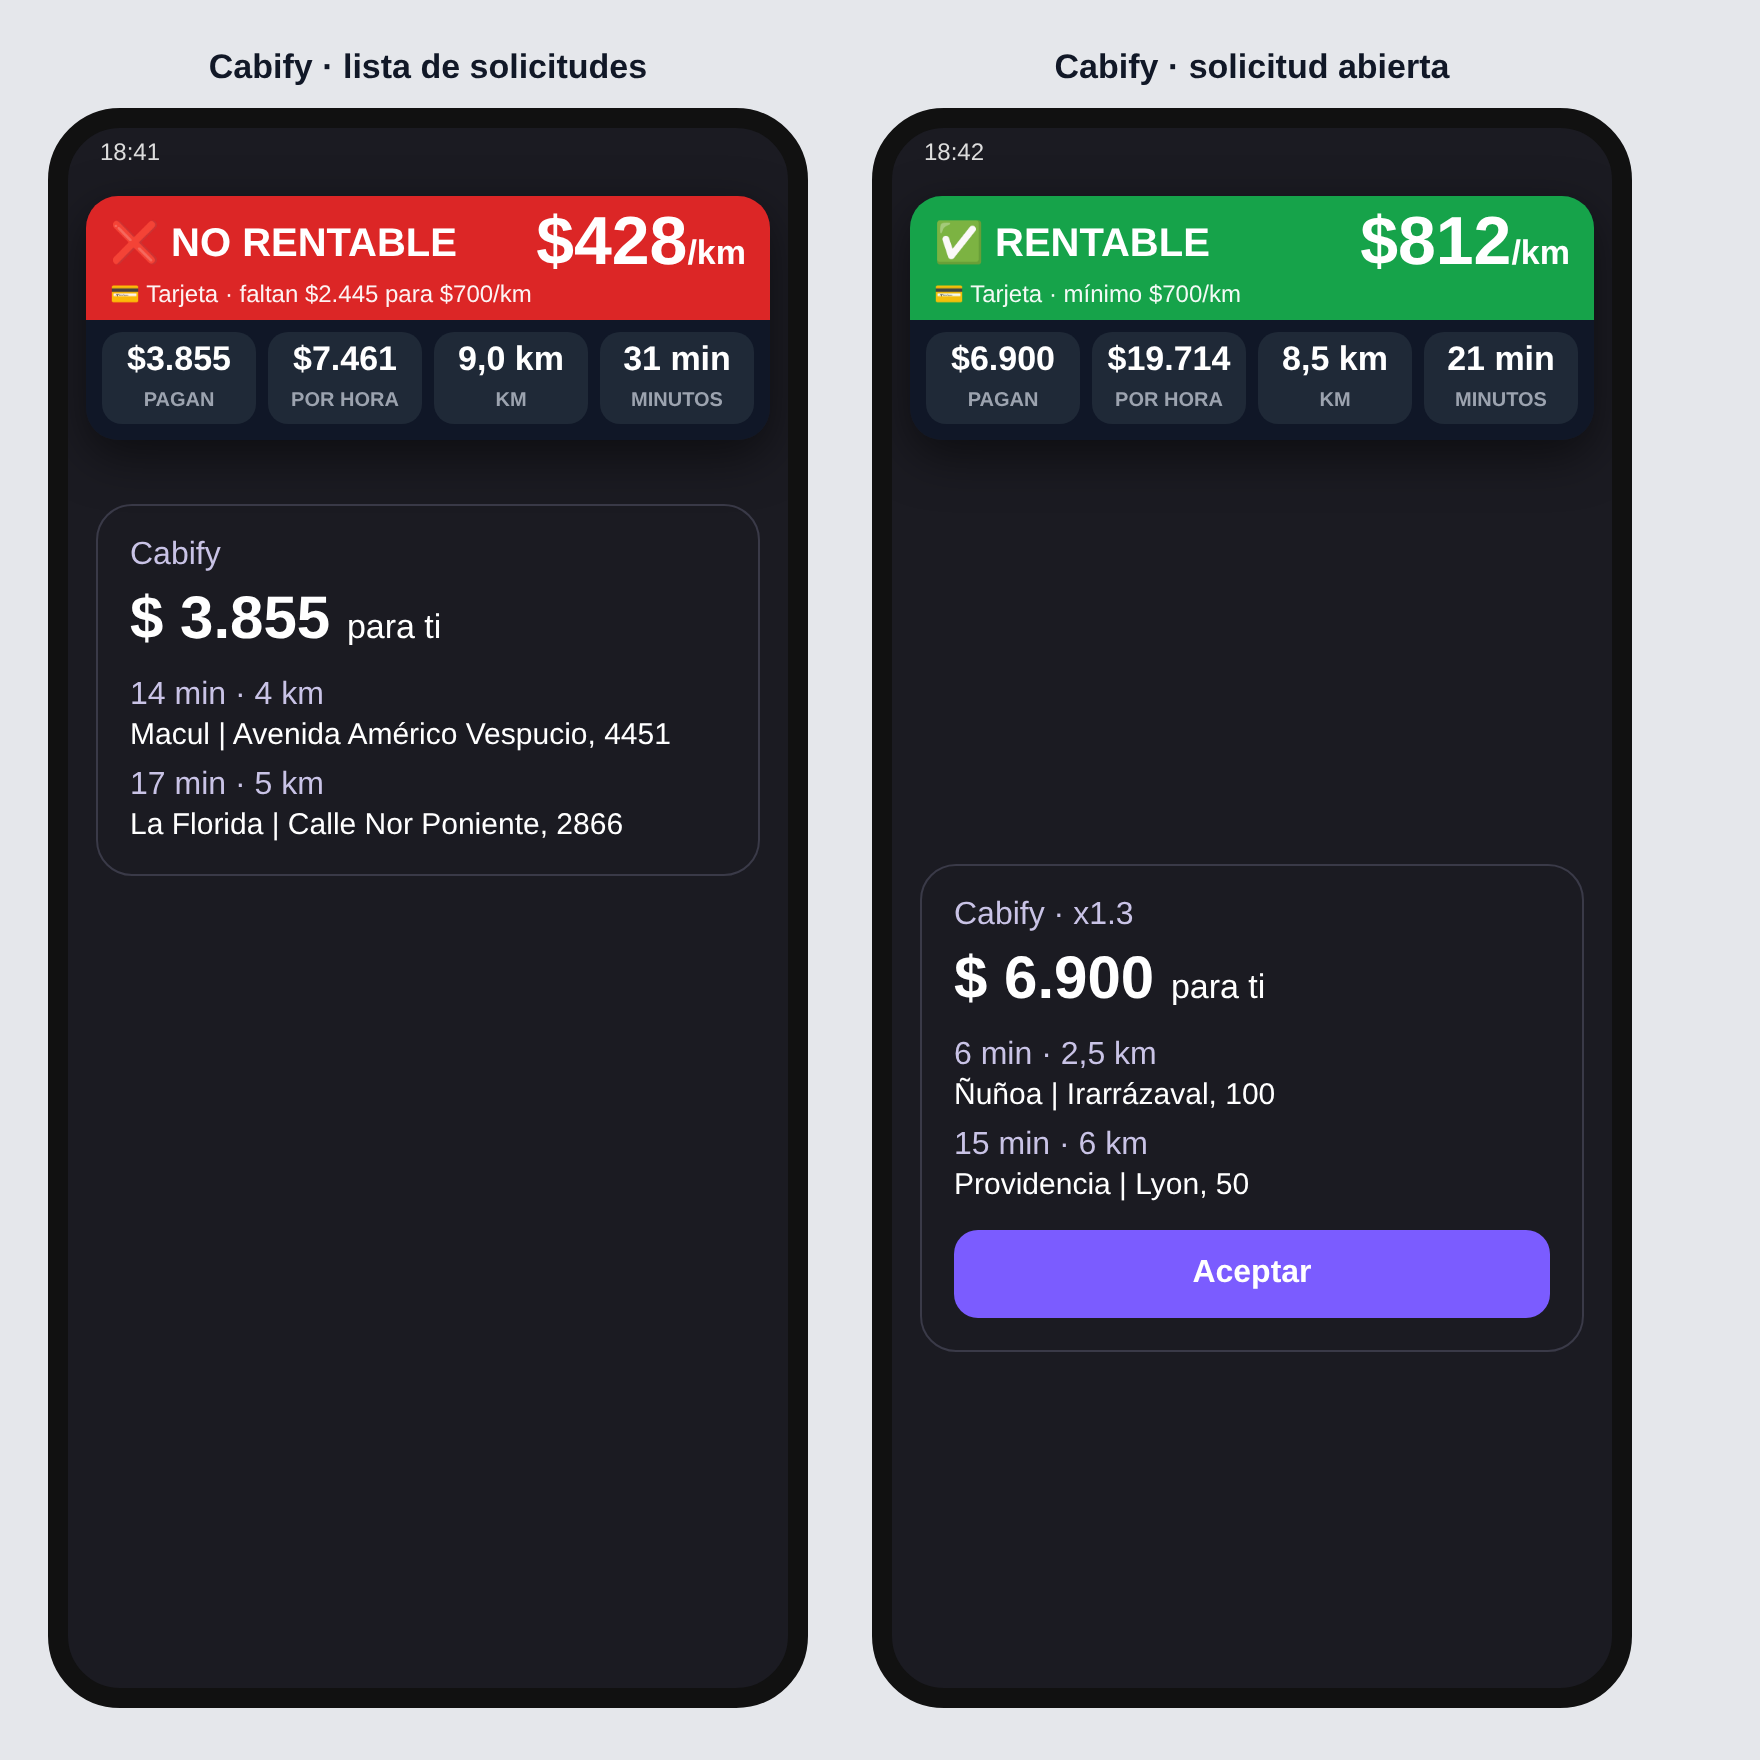 Cabify · lista de solicitudes
18:41
❌ NO RENTABLE $428/km
💳 Tarjeta · faltan $2.445 para $700/km
$3.855 $7.461 9,0 km 31 min
PAGAN POR HORA KM MINUTOS
Cabify
$ 3.855 para ti
14 min · 4 km
Macul | Avenida Américo Vespucio, 4451
17 min · 5 km
La Florida | Calle Nor Poniente, 2866
Cabify · solicitud abierta
18:42
✅ RENTABLE $812/km
💳 Tarjeta · mínimo $700/km
$6.900 $19.714 8,5 km 21 min
PAGAN POR HORA KM MINUTOS
Cabify · x1.3
$ 6.900 para ti
6 min · 2,5 km
Ñuñoa | Irarrázaval, 100
15 min · 6 km
Providencia | Lyon, 50
Aceptar